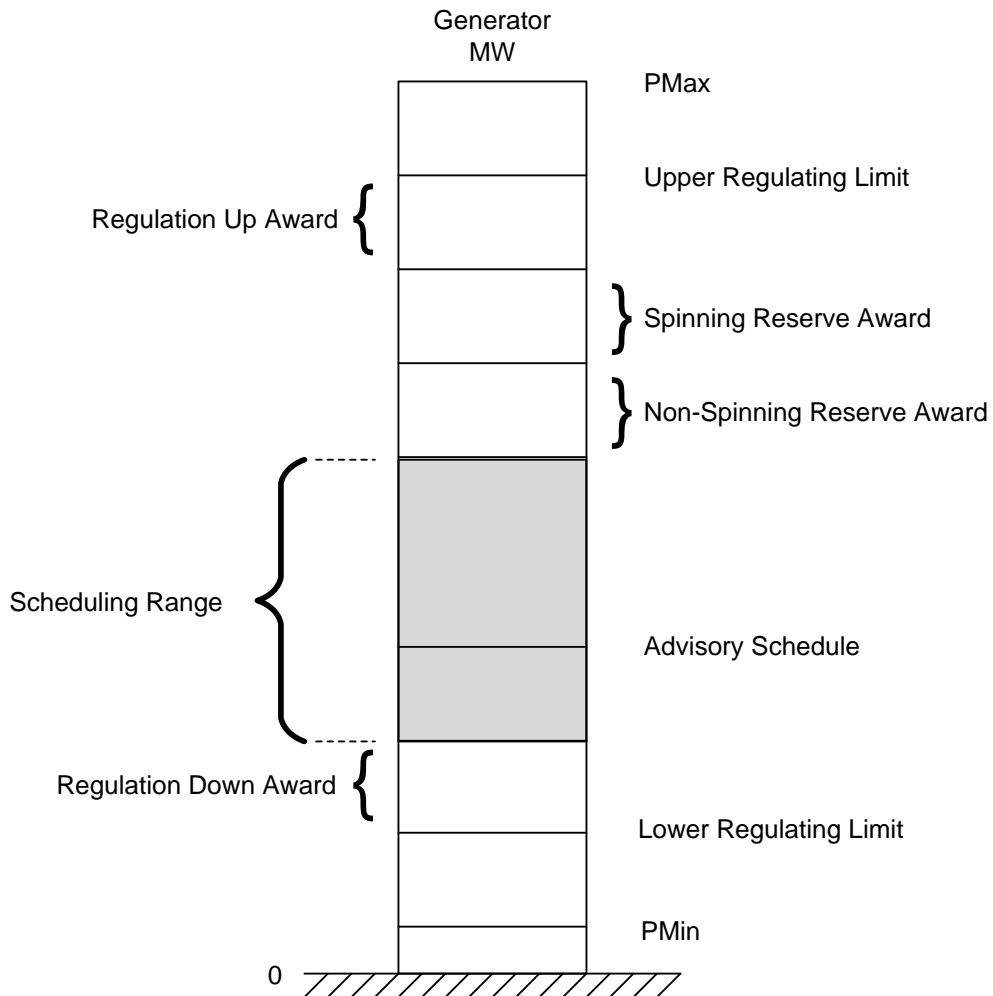 Generator
MW
PMax
Upper Regulating Limit
Regulation Up Award
Spinning Reserve Award
Non-Spinning Reserve Award
Scheduling Range
Advisory Schedule
Regulation Down Award
Lower Regulating Limit
PMin
0